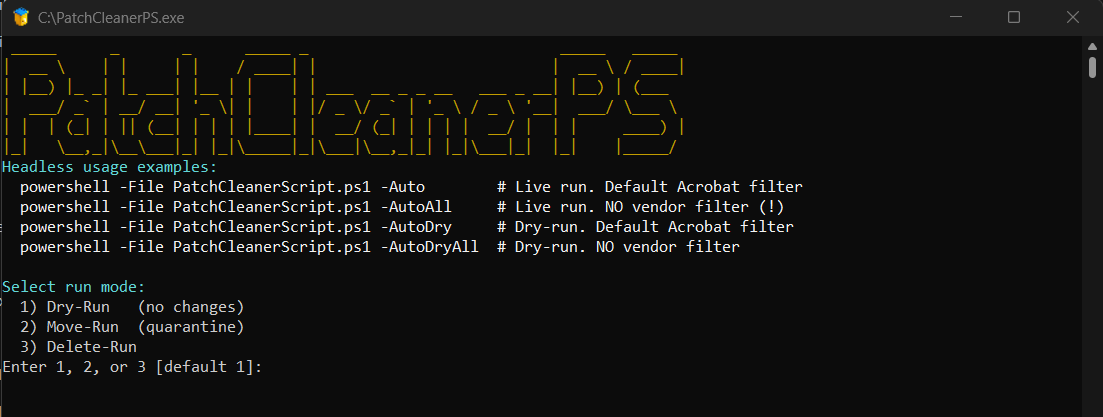 C:\PatchCleanerPS.exe
PatchCleanerPS
Headless usage examples:
powershell -File PatchCleanerScript.ps1 -Auto # Live run. Default Acrobat filter
powershell -File PatchCleanerScript.ps1 -AutoAll # Live run. NO vendor filter (!)
powershell -File PatchCleanerScript.ps1 -AutoDry # Dry-run. Default Acrobat filter
powershell -File PatchCleanerScript.ps1 -AutoDryAll # Dry-run. NO vendor filter
Select run mode:
1) Dry-Run (no changes)
2) Move-Run (quarantine)
3) Delete-Run
Enter 1, 2, or 3 [default 1]: